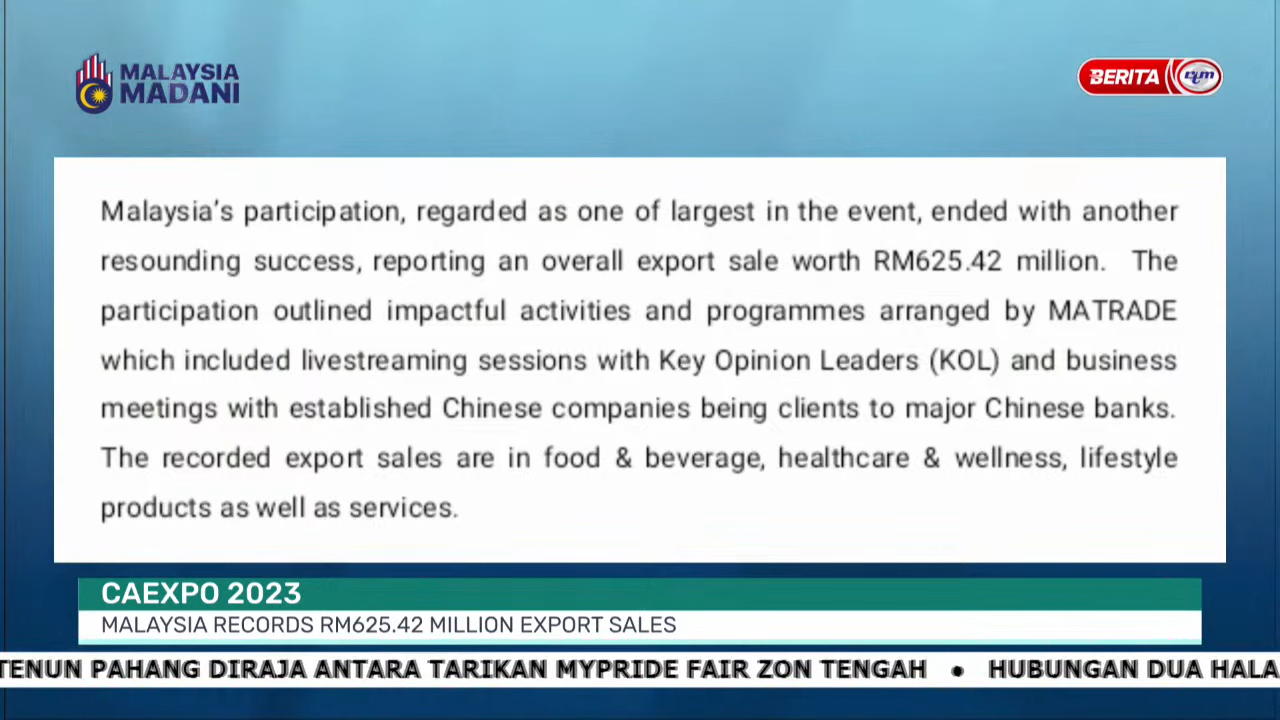 MALAYSIA
MADANI
BERITA rtm
Malaysia's participation, regarded as one of largest in the event, ended with another
resounding success, reporting an overall export sale worth RM625.42 million. The
participation outlined impactful activities and programmes arranged by MATRADE
which included livestreaming sessions with Key Opinion Leaders (KOL) and business
meetings with established Chinese companies being clients to major Chinese banks.
The recorded export sales are in food & beverage, healthcare & wellness, lifestyle
products as well as services.
CAEXPO 2023
MALAYSIA RECORDS RM625.42 MILLION EXPORT SALES
TENUN PAHANG DIRAJA ANTARA TARIKAN MYPRIDE FAIR ZON TENGAH • HUBUNGAN DUA HALA